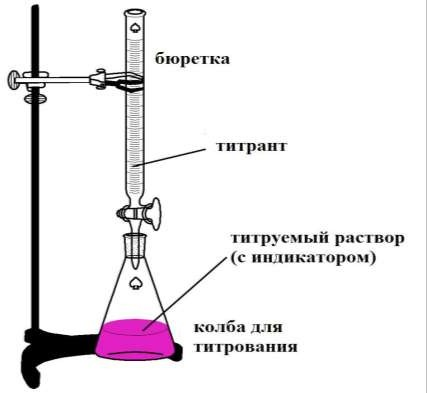 бюретка
титрант
титруемый раствор
(с индикатором)
колба для
титрования